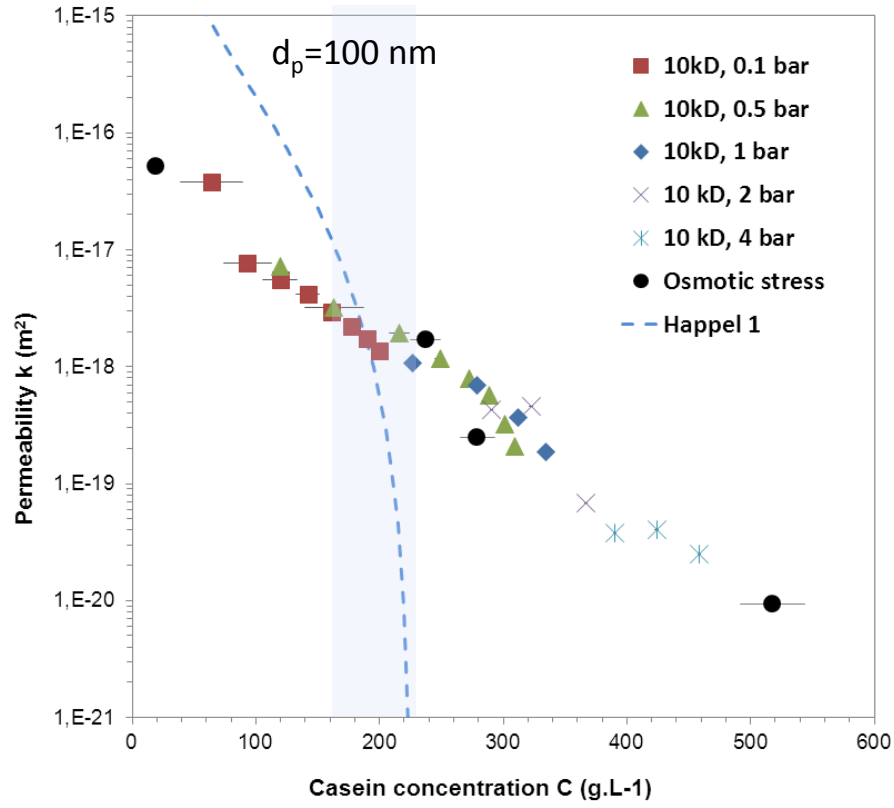 1,E-15
1,E-16
1,E-17
1,E-18
1,E-19
1,E-20
1,E-21
Permeability k (m²)
dₚ=100 nm
10kD, 0.1 bar
10kD, 0.5 bar
10kD, 1 bar
10 kD, 2 bar
10 kD, 4 bar
Osmotic stress
Happel 1
0 100 200 300 400 500 600
Casein concentration C (g.L-1)